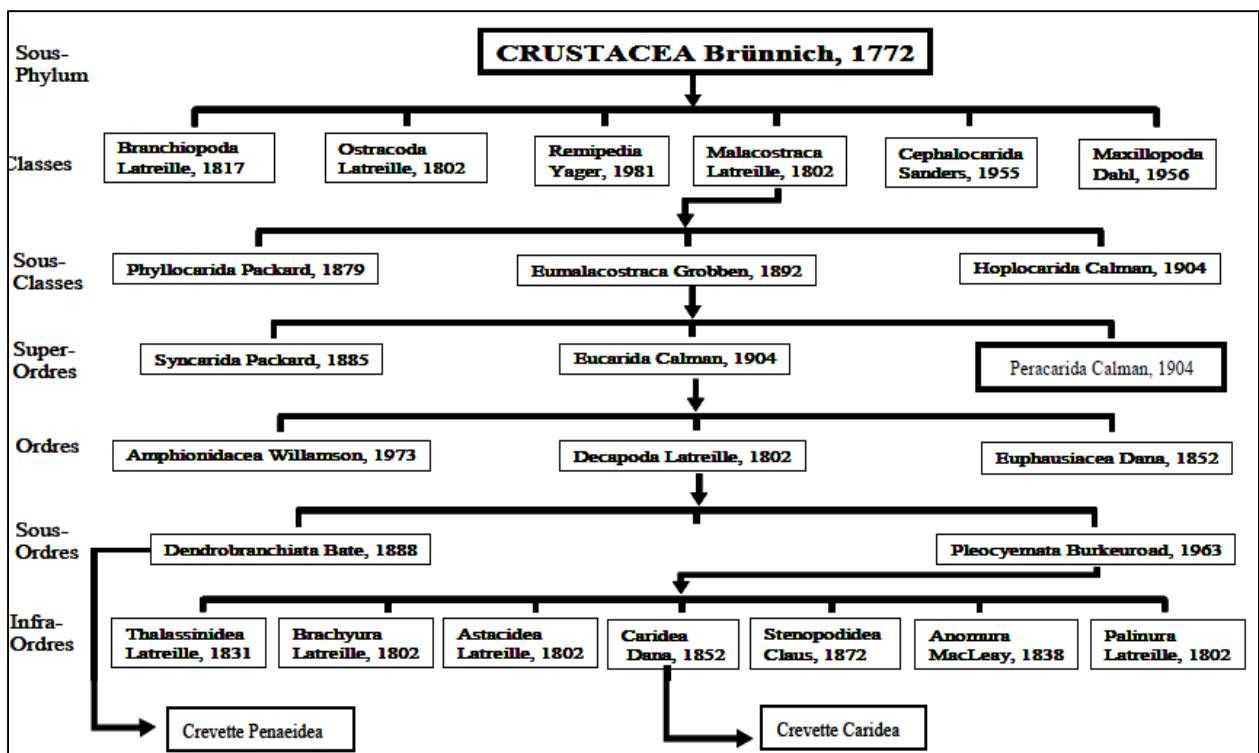 Sous-
Phylum
CRUSTACEA Brünnich, 1772
Classes
Branchiopoda
Latreille, 1817
Ostracoda
Latreille, 1802
Remipedia
Yager, 1981
Malacostraca
Latreille, 1802
Cephalocarida
Sanders, 1955
Maxillopoda
Dahl, 1956
Sous-
Classes
Phyllocarida Packard, 1879
Eumalacostraca Grobben, 1892
Hoplocarida Calman, 1904
Super-
Ordres
Syncarida Packard, 1885
Eucarida Calman, 1904
Peracarida Calman, 1904
Ordres
Amphionidacea Willamson, 1973
Decapoda Latreille, 1802
Euphausiacea Dana, 1852
Sous-
Ordres
Dendrobranchiata Bate, 1888
Pleocyemata Burkeuroad, 1963
Infra-
Ordres
Thalassinidea
Latreille, 1831
Brachyura
Latreille, 1802
Astacidea
Latreille, 1802
Caridea
Dana, 1852
Stenopodidea
Claus, 1872
Anomura
MacLeay, 1838
Palinura
Latreille, 1802
Crevette Penaeidea
Crevette Caridea